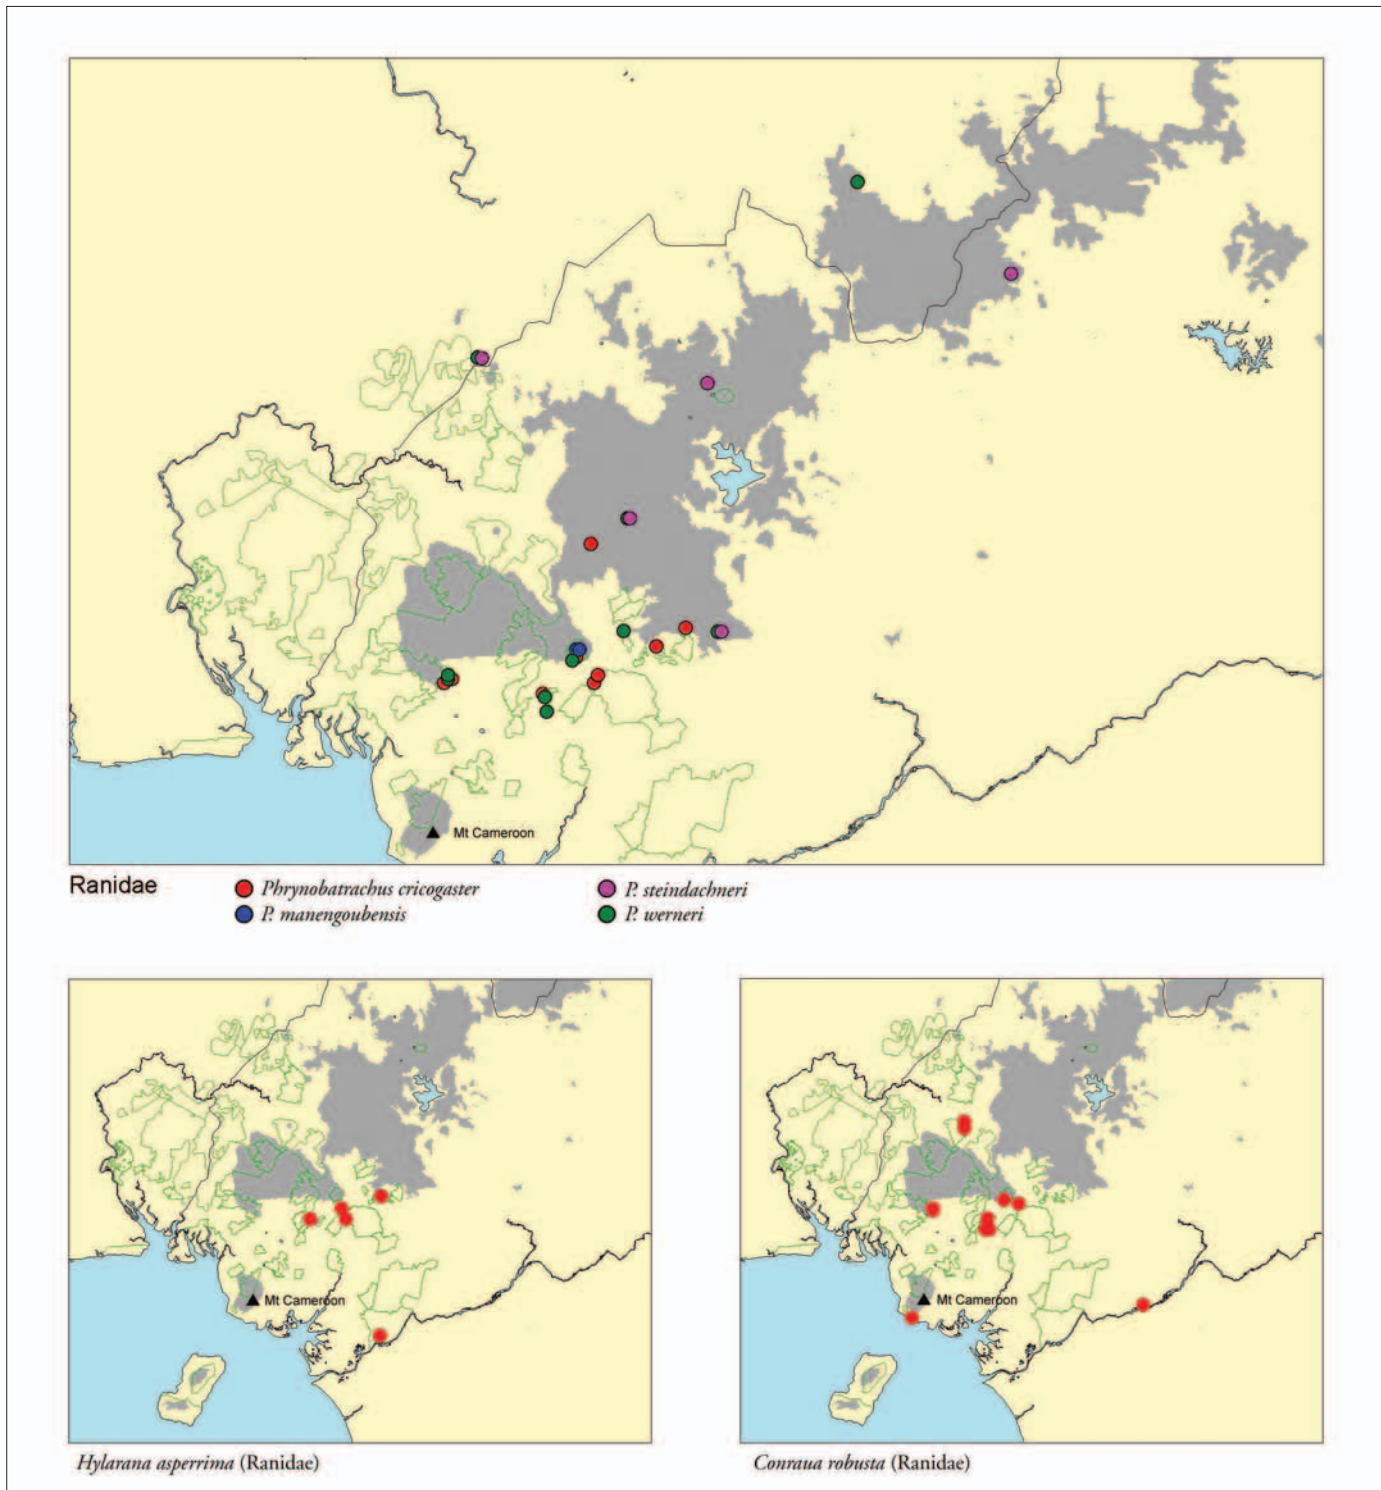 Mt Cameroon
Ranidae
Phrynobatrachus cricogaster
P. steindachneri
P. manengoubensis
P. werneri
Mt Cameroon
Mt Cameroon
Hylarana asperrima (Ranidae)
Conraua robusta (Ranidae)